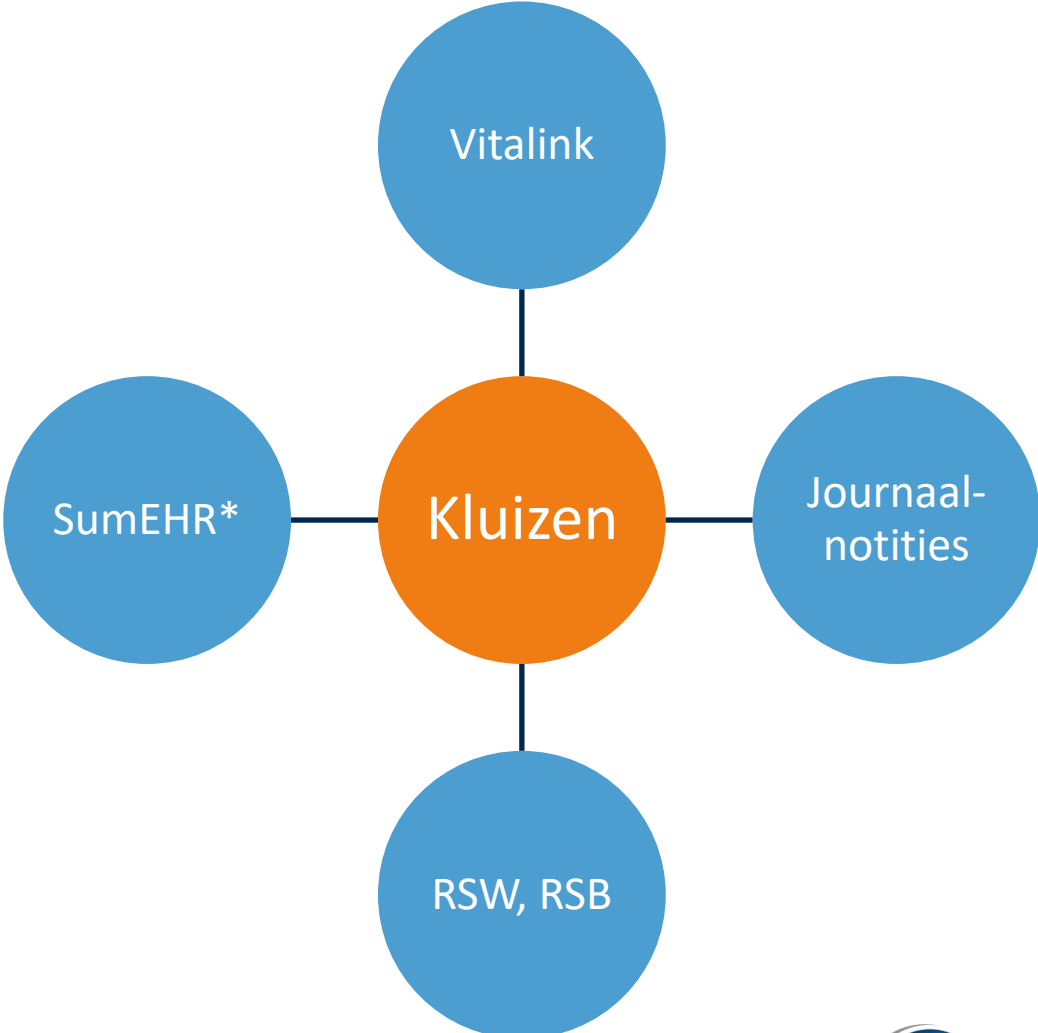 Vitalink
SumEHR*
Kluizen
Journaal-
notities
RSW, RSB